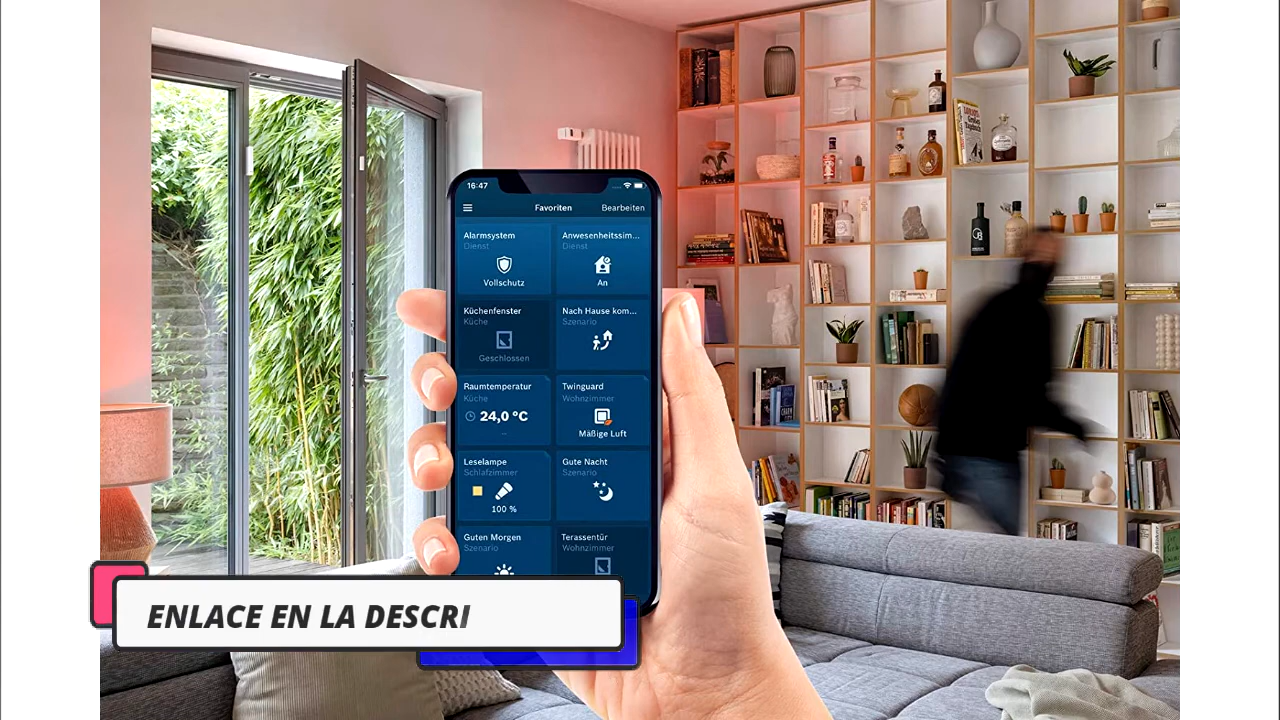 16:47
Favoriten
Bearbeiten
Alarmsystem
Dienst
Vollschutz
Anwesenheitssim...
Dienst
An
Küchenfenster
Küche
Geschlossen
Nach Hause kom...
Szenario
Raumtemperatur
Küche
24,0 °C
Twinguard
Wohnzimmer
Mäßige Luft
Leselampe
Schlafzimmer
100 %
Gute Nacht
Szenario
Guten Morgen
Szenario
Terassentür
Wohnzimmer
ENLACE EN LA DESCRI